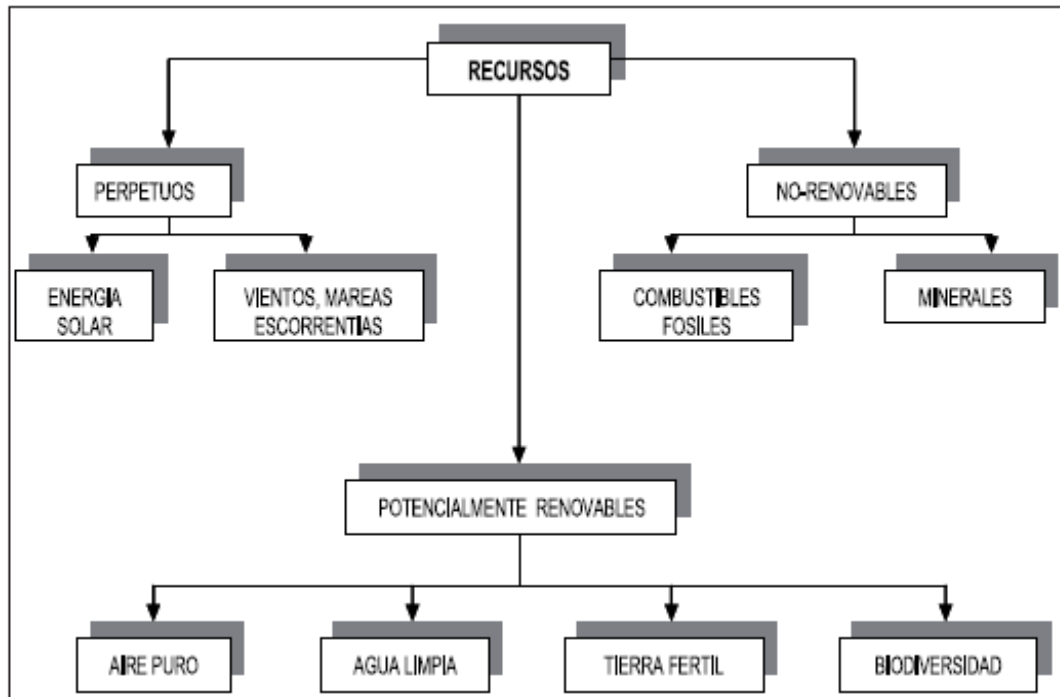 RECURSOS
PERPETUOS
NO-RENOVABLES
ENERGIA
SOLAR
VIENTOS, MAREAS
ESCORRENTIAS
COMBUSTIBLES
FOSILES
MINERALES
POTENCIALMENTE RENOVABLES
AIRE PURO
AGUA LIMPIA
TIERRA FERTIL
BIODIVERSIDAD